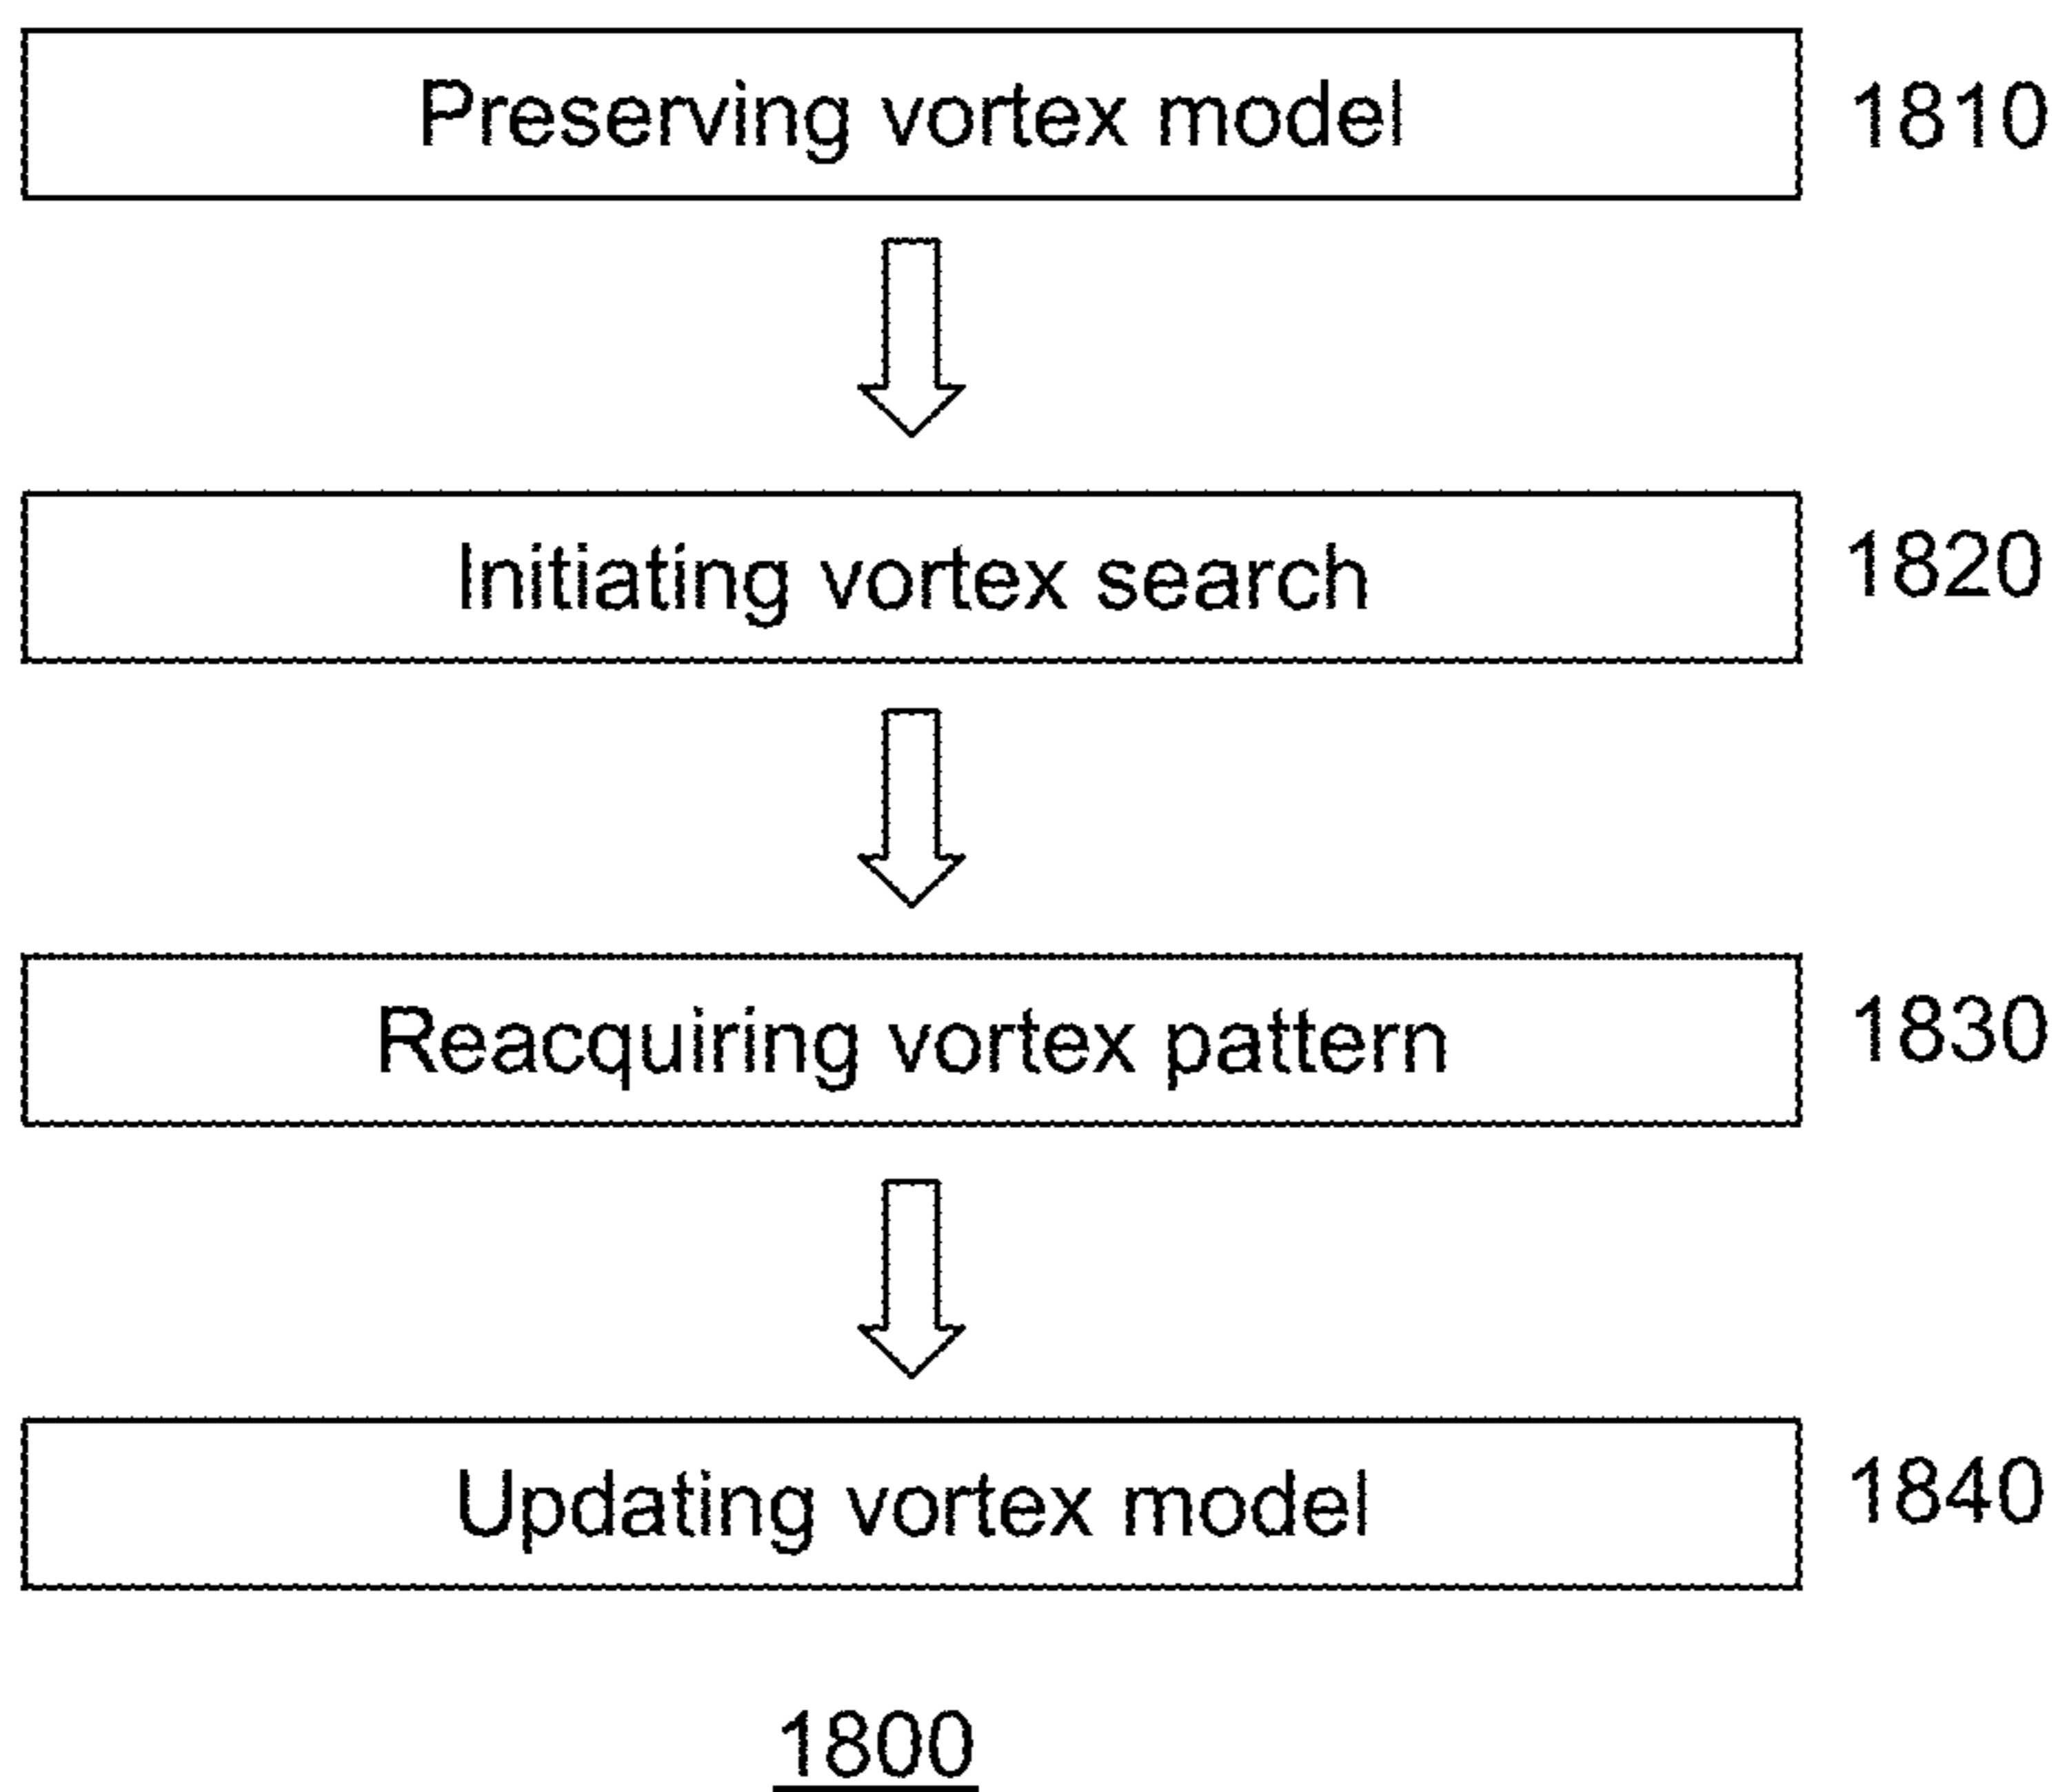 Preserving vortex model 1810
Initiating vortex search 1820
Reacquiring vortex pattern 1830
Updating vortex model 1840
1800